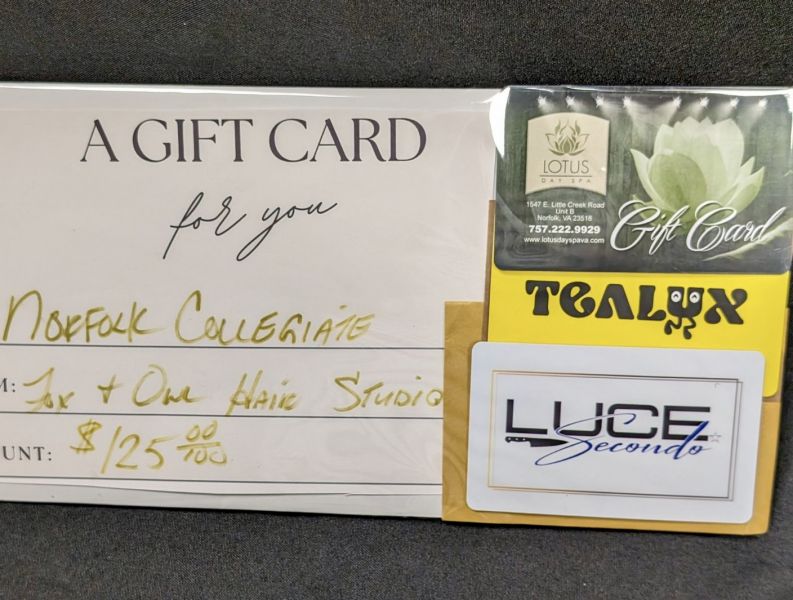 A GIFT CARD
for you
Norfolk Collegiate
M: Fox + Owl Hair Studio
UNT: $125 00/100
LOTUS
DAY SPA
1547 E. Little Creek Road
Unit B
Norfolk, VA 23518
757.222.9929
www.lotusdayspava.com
Gift Card
TEALUX
LUCE
Secondo